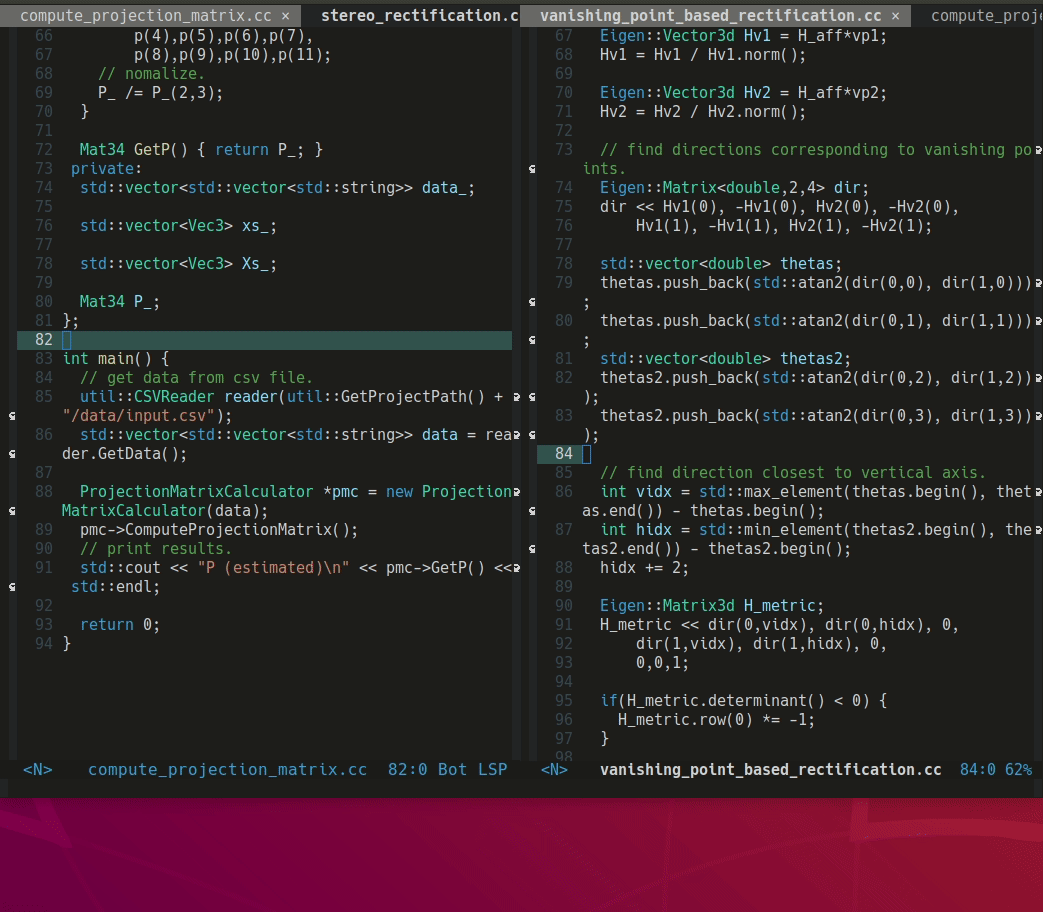 compute_projection_matrix.cc × stereo_rectification.c
66 p(4),p(5),p(6),p(7),
67 p(8),p(9),p(10),p(11);
68 // nomalize.
69 P_ /= P_(2,3);
70 }
71
72 Mat34 GetP() { return P_; }
73 private:
74 std::vector<std::vector<std::string>> data_;
75
76 std::vector<Vec3> xs_;
77
78 std::vector<Vec3> Xs_;
79
80 Mat34 P_;
81 };
82
83 int main() {
84 // get data from csv file.
85 util::CSVReader reader(util::GetProjectPath() +
"/data/input.csv");
86 std::vector<std::vector<std::string>> data = rea
der.GetData();
87
88 ProjectionMatrixCalculator *pmc = new Projection
MatrixCalculator(data);
89 pmc->ComputeProjectionMatrix();
90 // print results.
91 std::cout << "P (estimated)\n" << pmc->GetP() <<
std::endl;
92
93 return 0;
94 }
<N> compute_projection_matrix.cc 82:0 Bot LSP
vanishing_point_based_rectification.cc × compute_proje
67 Eigen::Vector3d Hv1 = H_aff*vp1;
68 Hv1 = Hv1 / Hv1.norm();
69
70 Eigen::Vector3d Hv2 = H_aff*vp2;
71 Hv2 = Hv2 / Hv2.norm();
72
73 // find directions corresponding to vanishing po
ints.
74 Eigen::Matrix<double,2,4> dir;
75 dir << Hv1(0), -Hv1(0), Hv2(0), -Hv2(0),
76 Hv1(1), -Hv1(1), Hv2(1), -Hv2(1);
77
78 std::vector<double> thetas;
79 thetas.push_back(std::atan2(dir(0,0), dir(1,0)))
;
80 thetas.push_back(std::atan2(dir(0,1), dir(1,1)))
;
81 std::vector<double> thetas2;
82 thetas2.push_back(std::atan2(dir(0,2), dir(1,2))
);
83 thetas2.push_back(std::atan2(dir(0,3), dir(1,3))
);
84
85 // find direction closest to vertical axis.
86 int vidx = std::max_element(thetas.begin(), thet
as.end()) - thetas.begin();
87 int hidx = std::min_element(thetas2.begin(), the
tas2.end()) - thetas2.begin();
88 hidx += 2;
89
90 Eigen::Matrix3d H_metric;
91 H_metric << dir(0,vidx), dir(0,hidx), 0,
92 dir(1,vidx), dir(1,hidx), 0,
93 0,0,1;
94
95 if(H_metric.determinant() < 0) {
96 H_metric.row(0) *= -1;
97 }
98
<N> vanishing_point_based_rectification.cc 84:0 62%